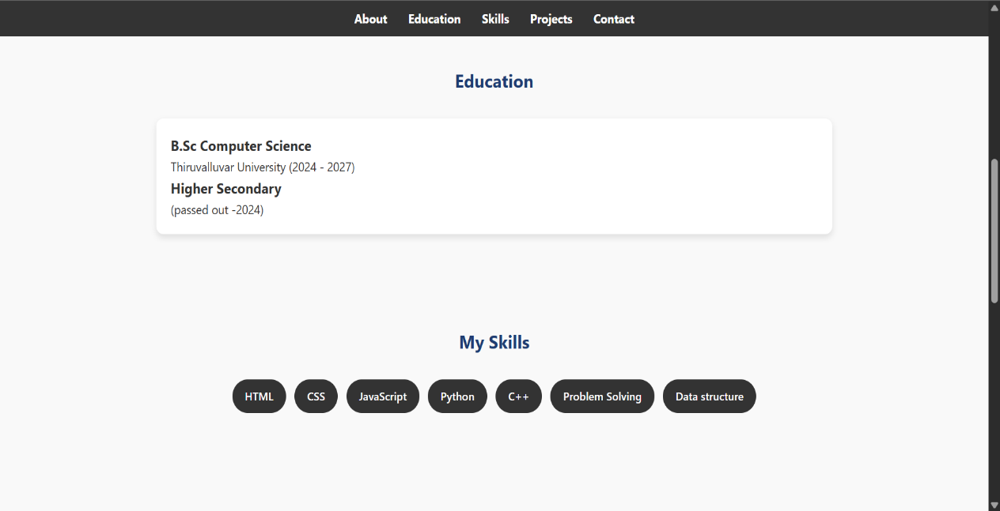 About Education Skills Projects Contact
Education
B.Sc Computer Science
Thiruvalluvar University (2024 - 2027)
Higher Secondary
(passed out -2024)
My Skills
HTML CSS JavaScript Python C++ Problem Solving Data structure